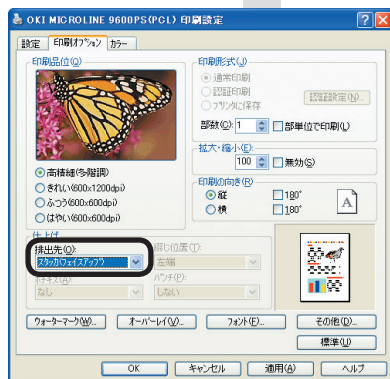 OKI MICROLINE 9600PS(PCL) 印刷設定
設定 印刷オプション カラー
印刷品位(Q)
高精細(多階調)
きれい(600x1200dpi)
ふつう(600x600dpi)
はやい(600x600dpi)
印刷形式(J)
通常印刷
認証印刷
プリンタに保存
認証設定(N)...
部数(C): 1 部単位で印刷(L)
拡大・縮小(E):
100 % 無効(S)
印刷の向き(R)
縦 180°
横 180°
A
仕上げ
排出先(O): 綴じ位置(T):
スタッカ(フェイスアップ) 左端
ホチキス(A): パンチ(P):
なし しない
ウォーターマーク(W)... オーバーレイ(V)... フォント(F)... その他(D)...
標準(U)
OK キャンセル 適用(A) ヘルプ